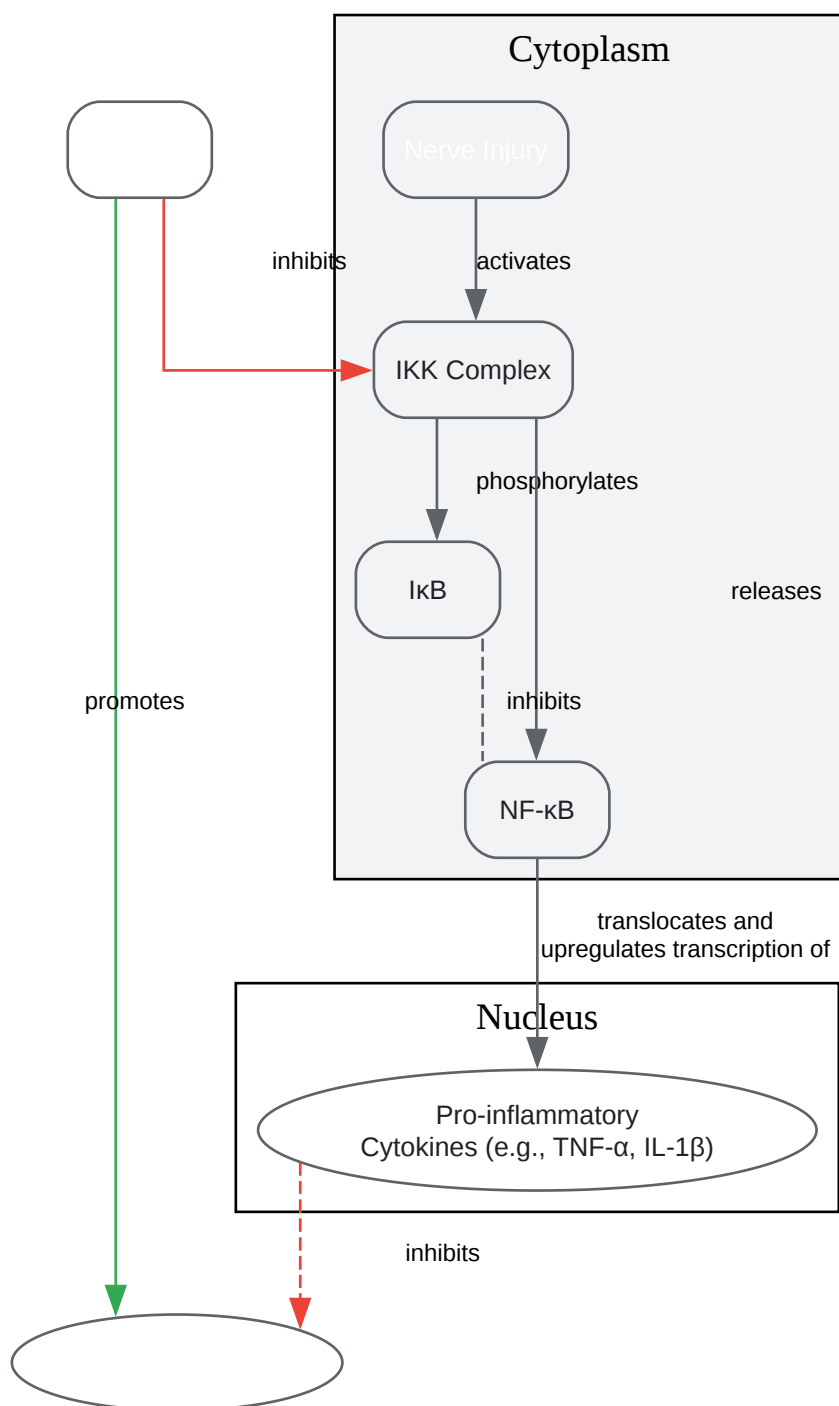 Cytoplasm
Nerve Injury
inhibits
activates
IKK Complex
phosphorylates
IκB
releases
promotes
inhibits
NF-κB
translocates and
upregulates transcription of
Nucleus
Pro-inflammatory
Cytokines (e.g., TNF-α, IL-1β)
inhibits